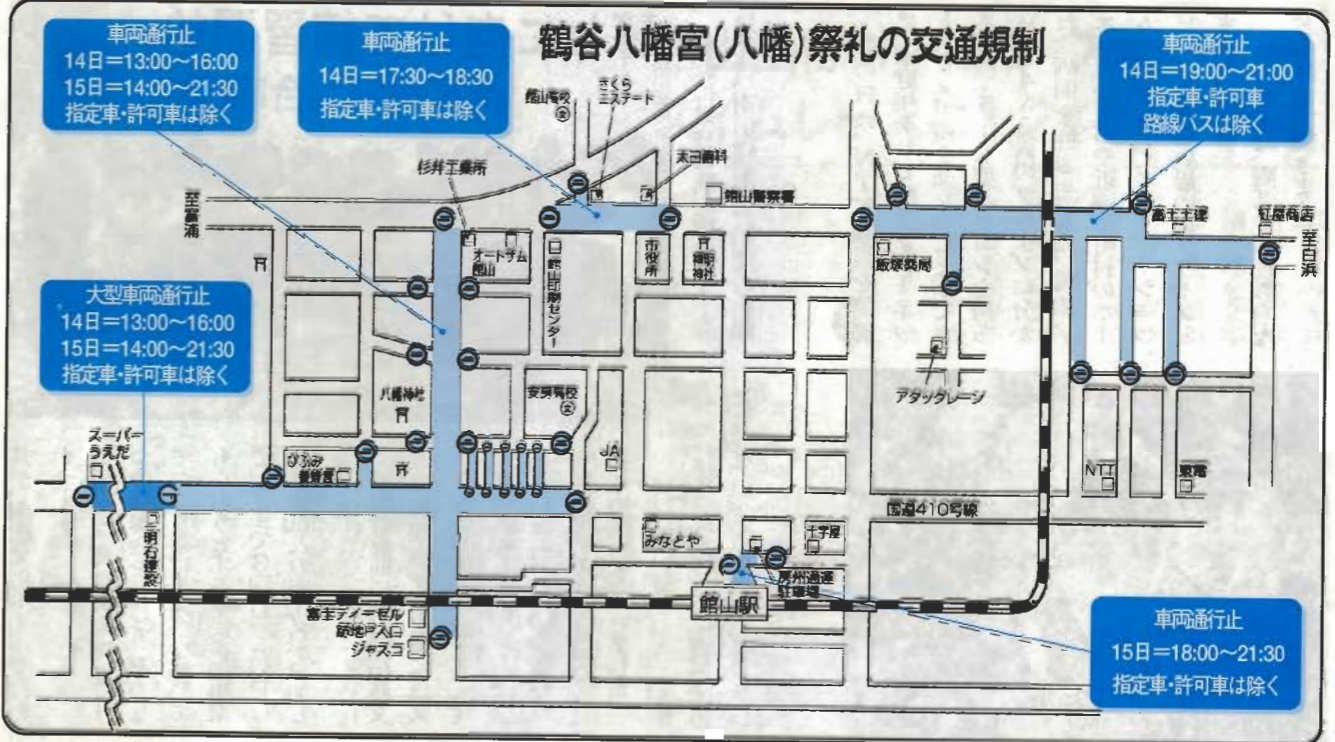 鶴谷八幡宮(八幡)祭礼の交通規制
車両通行止
14日=13:00～16:00
15日=14:00～21:30
指定車・許可車は除く
車両通行止
14日=17:30～18:30
指定車・許可車は除く
車両通行止
14日=19:00～21:00
指定車・許可車
路線バスは除く
大型車両通行止
14日=13:00～16:00
15日=14:00～21:30
指定車・許可車は除く
車両通行止
15日=18:00～21:30
指定車・許可車は除く
館山高校
さくら
エステート
太田歯科
杉井工業所
館山警察署
至富浦
オートザム
館山
館山印刷センター
市役所
神明
神社
飯塚薬局
富士土建
紅屋商店
至白浜
アタックレーシ
八幡神社
安房高校
スーパー
うえだ
JA
NTT
東電
国道410号線
三明石建設
みなとや
十字屋
房州通運
駐車場
館山駅
富士ディーゼル
ジャスコ